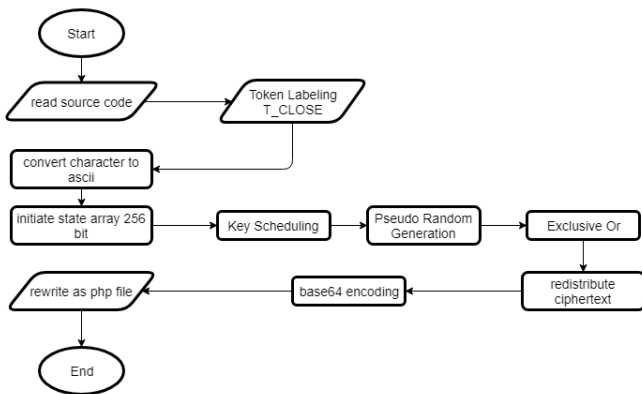 Start
read source code
Token Labeling
T_CLOSE
convert character to
ascii
initiate state array 256
bit
Key Scheduling
Pseudo Random
Generation
Exclusive Or
redistribute
ciphertext
base64 encoding
rewrite as php file
End